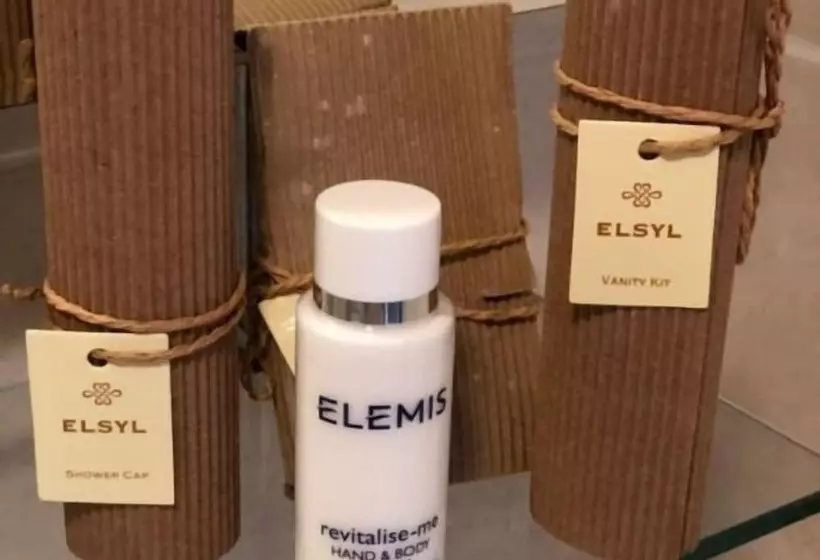 ELSYL
VANITY KIT
ELSYL
SHOWER CAP
ELEMIS
revitalise-me
HAND & BODY